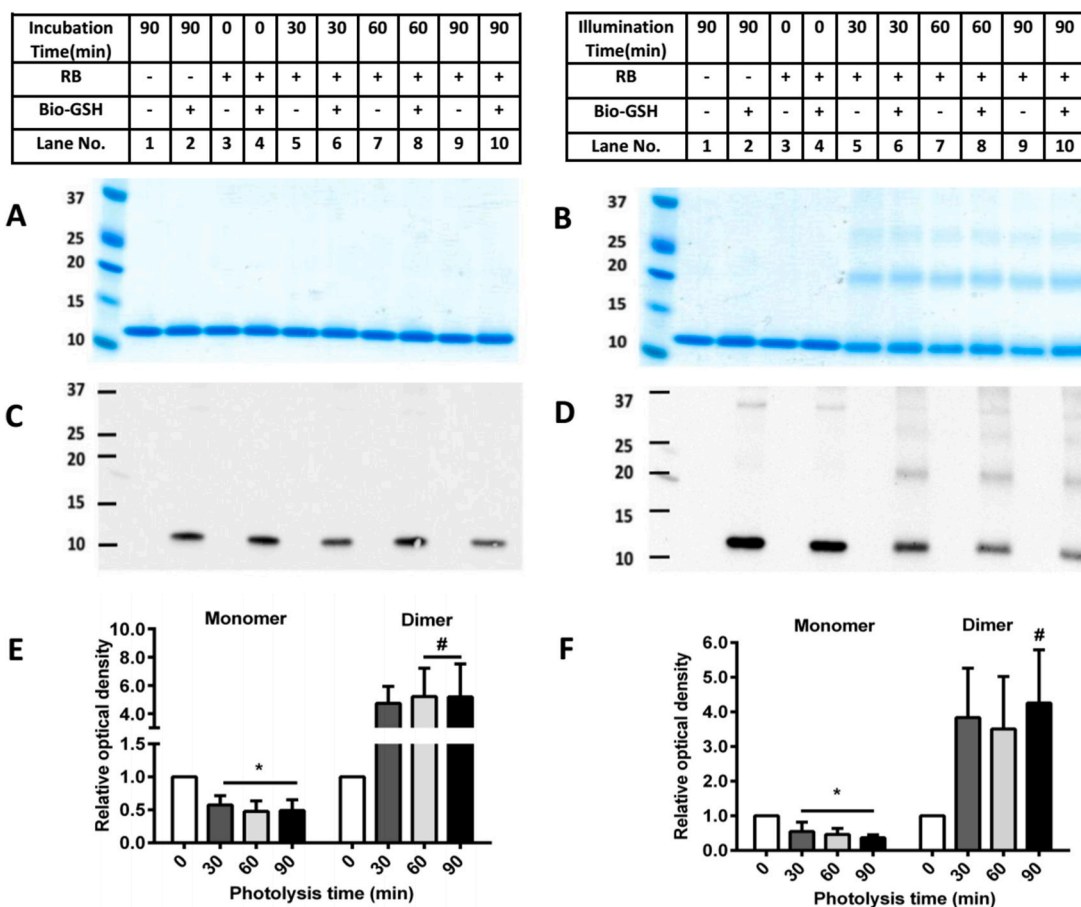 Incubation Time(min) 90 90 0 0 30 30 60 60 90 90
RB - - + + + + + + + +
Bio-GSH - + - + - + - + - +
Lane No. 1 2 3 4 5 6 7 8 9 10
Illumination Time(min) 90 90 0 0 30 30 60 60 90 90
RB - - + + + + + + + +
Bio-GSH - + - + - + - + - +
Lane No. 1 2 3 4 5 6 7 8 9 10
A
37
25
20
15
10
B
37
25
20
15
10
C
37
25
20
15
10
D
37
25
20
15
10
E
Monomer Dimer
Relative optical density
10.0
8.0
6.0
4.0
1.5
1.0
0.5
0.0
* #
0 30 60 90 0 30 60 90
Photolysis time (min)
F
Monomer Dimer
Relative optical density
6.0
5.0
4.0
3.0
2.0
1.0
0.0
* #
0 30 60 90 0 30 60 90
Photolysis time (min)